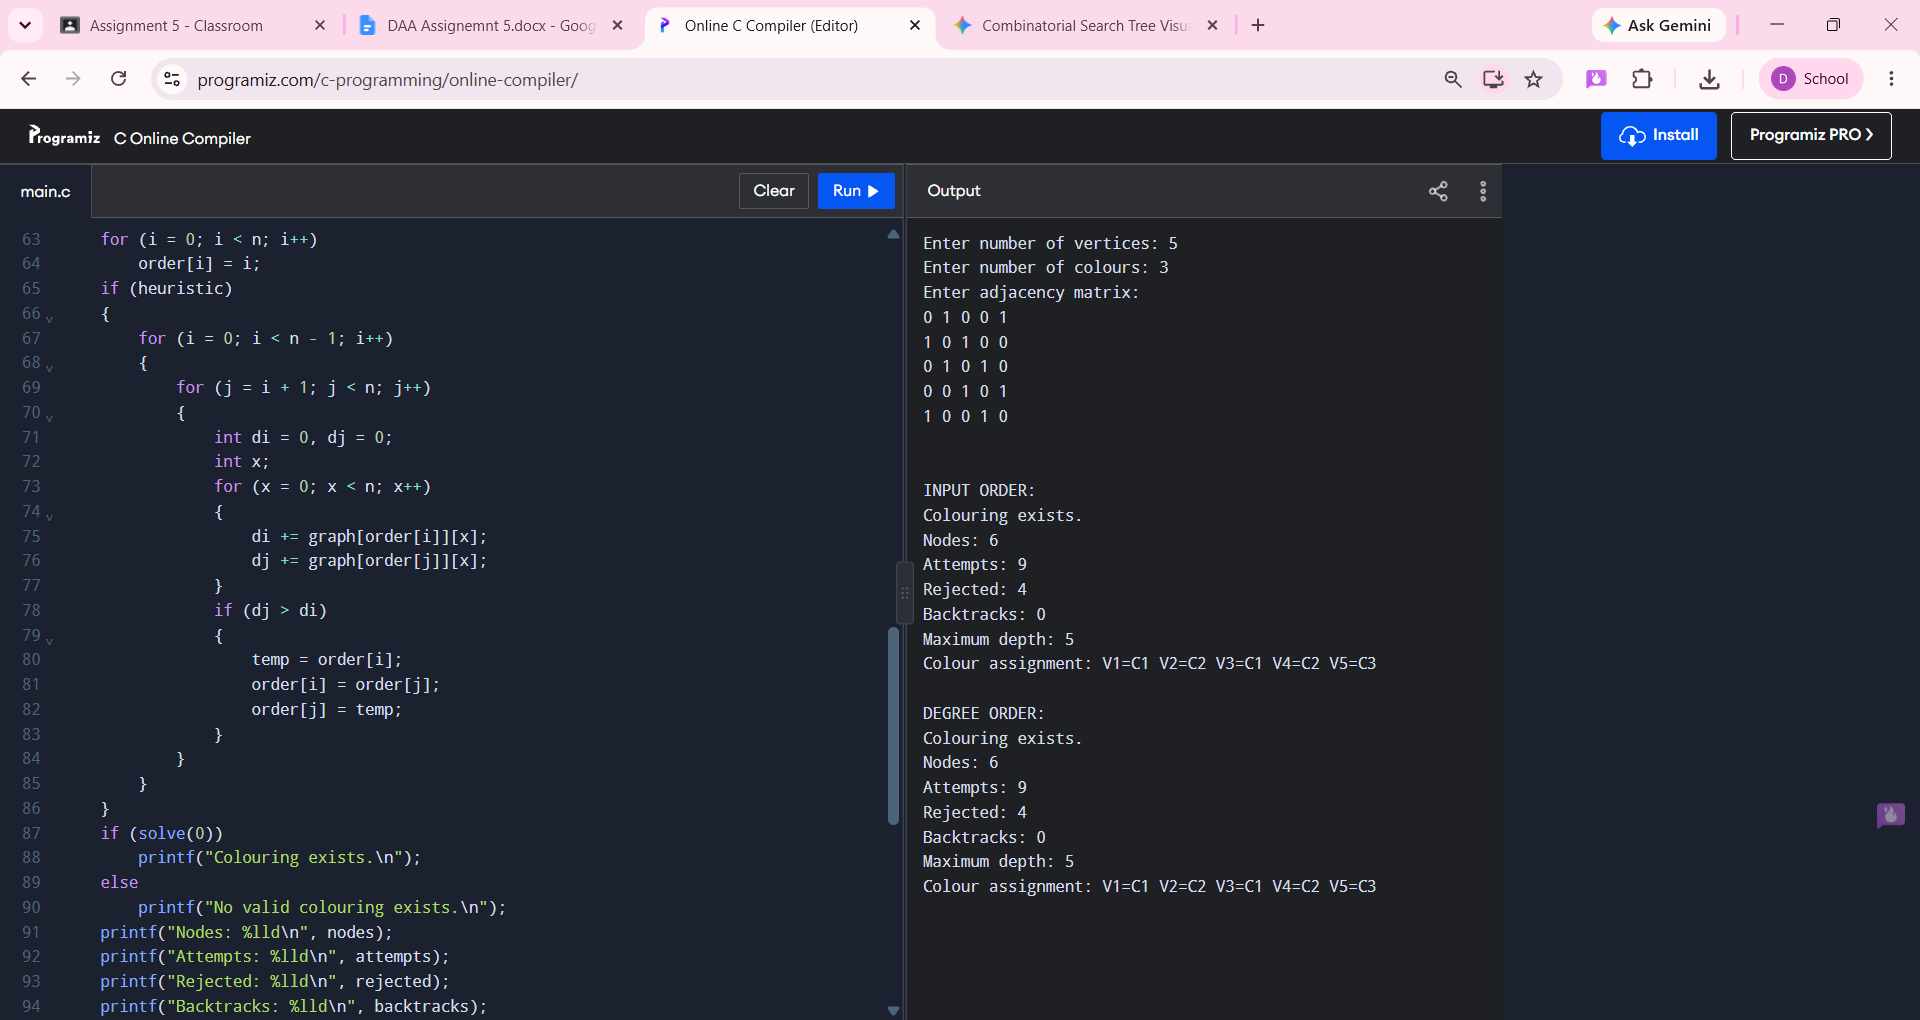 Assignment 5 - Classroom
DAA Assignemnt 5.docx - Goog
Online C Compiler (Editor)
Combinatorial Search Tree Visu
Ask Gemini
programiz.com/c-programming/online-compiler/
D School
Programiz C Online Compiler
Install
Programiz PRO
main.c
Clear
Run
Output
63 for (i = 0; i < n; i++)
64 order[i] = i;
65 if (heuristic)
66 {
67 for (i = 0; i < n - 1; i++)
68 {
69 for (j = i + 1; j < n; j++)
70 {
71 int di = 0, dj = 0;
72 int x;
73 for (x = 0; x < n; x++)
74 {
75 di += graph[order[i]][x];
76 dj += graph[order[j]][x];
77 }
78 if (dj > di)
79 {
80 temp = order[i];
81 order[i] = order[j];
82 order[j] = temp;
83 }
84 }
85 }
86 }
87 if (solve(0))
88 printf("Colouring exists.\n");
89 else
90 printf("No valid colouring exists.\n");
91 printf("Nodes: %lld\n", nodes);
92 printf("Attempts: %lld\n", attempts);
93 printf("Rejected: %lld\n", rejected);
94 printf("Backtracks: %lld\n", backtracks);
Enter number of vertices: 5
Enter number of colours: 3
Enter adjacency matrix:
0 1 0 0 1
1 0 1 0 0
0 1 0 1 0
0 0 1 0 1
1 0 0 1 0
INPUT ORDER:
Colouring exists.
Nodes: 6
Attempts: 9
Rejected: 4
Backtracks: 0
Maximum depth: 5
Colour assignment: V1=C1 V2=C2 V3=C1 V4=C2 V5=C3
DEGREE ORDER:
Colouring exists.
Nodes: 6
Attempts: 9
Rejected: 4
Backtracks: 0
Maximum depth: 5
Colour assignment: V1=C1 V2=C2 V3=C1 V4=C2 V5=C3